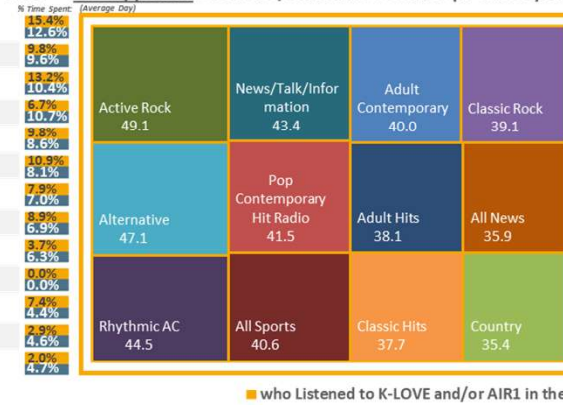 % Time Spent: (Average Day)
15.4%
12.6%
9.8%
9.6%
13.2%
10.4%
6.7%
10.7%
9.8%
8.6%
10.9%
8.1%
7.9%
7.0%
8.9%
6.9%
3.7%
6.3%
0.0%
0.0%
7.4%
4.4%
2.9%
4.6%
2.0%
4.7%
Active Rock
49.1
News/Talk/Infor
mation
43.4
Adult
Contemporary
40.0
Classic Rock
39.1
Alternative
47.1
Pop
Contemporary
Hit Radio
41.5
Adult Hits
38.1
All News
35.9
Rhythmic AC
44.5
All Sports
40.6
Classic Hits
37.7
Country
35.4
who Listened to K-LOVE and/or AIR1 in the